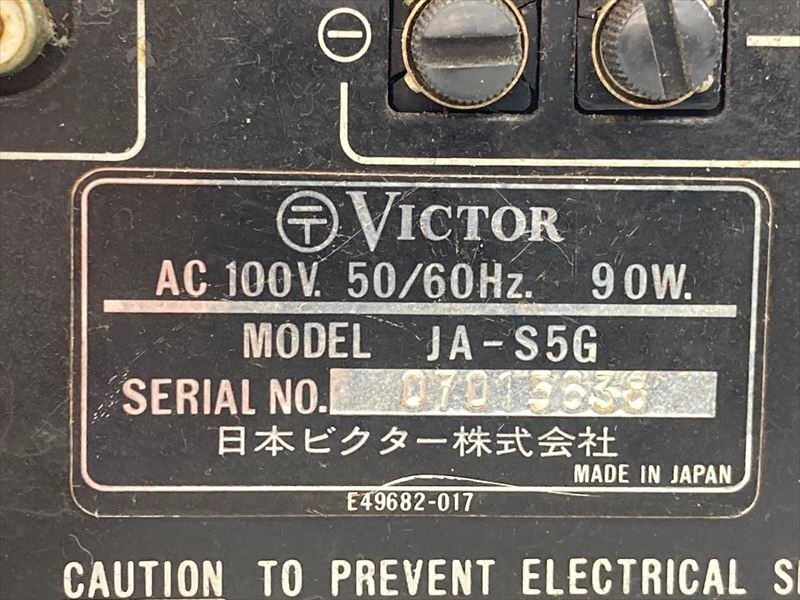 ⊖
〒 VICTOR
AC 100V. 50/60Hz. 90W.
MODEL JA-S5G
SERIAL NO. 07015638
日本ビクター株式会社
MADE IN JAPAN
E49682-017
CAUTION TO PREVENT ELECTRICAL